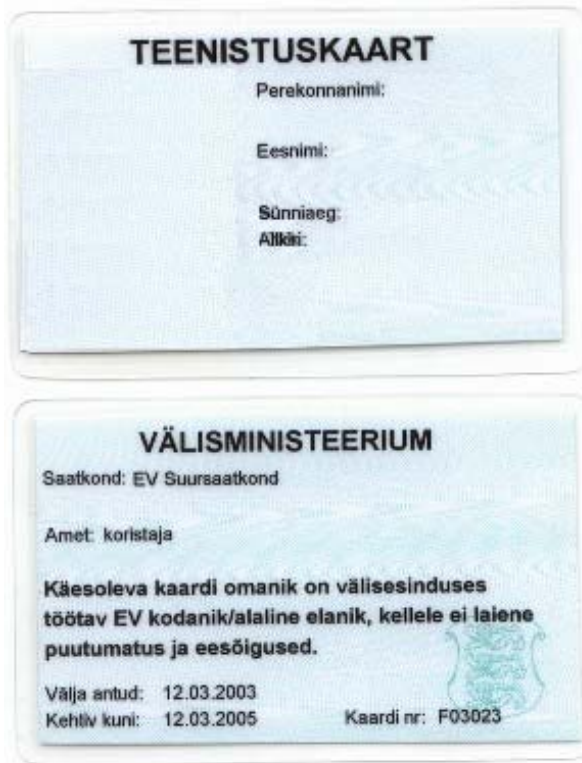 TEENISTUSKAART
Perekonnanimi:
Eesnimi:
Sünniaeg:
Allkiri:
VÄLISMINISTEERIUM
Saatkond: EV Suursaatkond
Amet: koristaja
Käesoleva kaardi omanik on välisesinduses
töötav EV kodanik/alaline elanik, kellele ei laiene
puutumatus ja eesõigused.
Välja antud: 12.03.2003
Kehtiv kuni: 12.03.2005 Kaardi nr: F03023